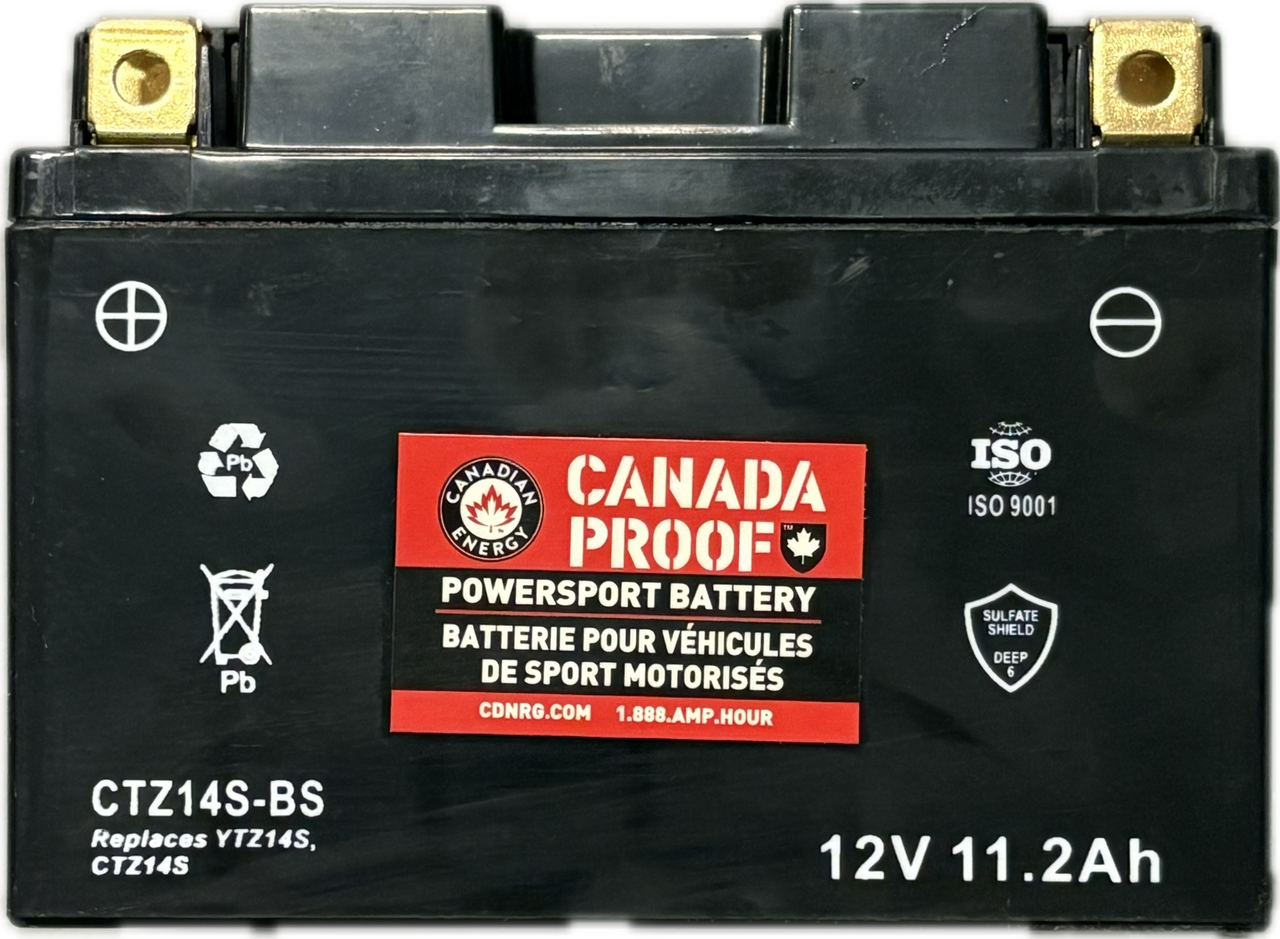 Pb
CANADIAN
ENERGY
CANADA
PROOF
TM
POWERSPORT BATTERY
BATTERIE POUR VÉHICULES
DE SPORT MOTORISÉS
CDNRG.COM 1.888.AMP.HOUR
ISO
ISO 9001
Pb
SULFATE
SHIELD
DEEP
6
CTZ14S-BS
Replaces YTZ14S,
CTZ14S
12V 11.2Ah